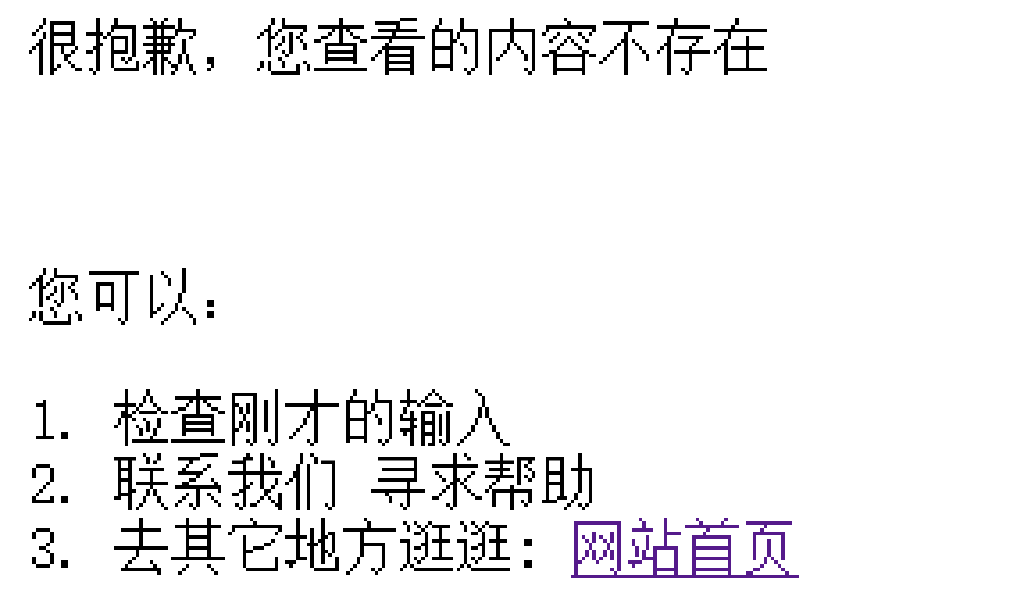 很抱歉，您查看的内容不存在
您可以：
1. 检查刚才的输入
2. 联系我们 寻求帮助
3. 去其它地方逛逛：网站首页